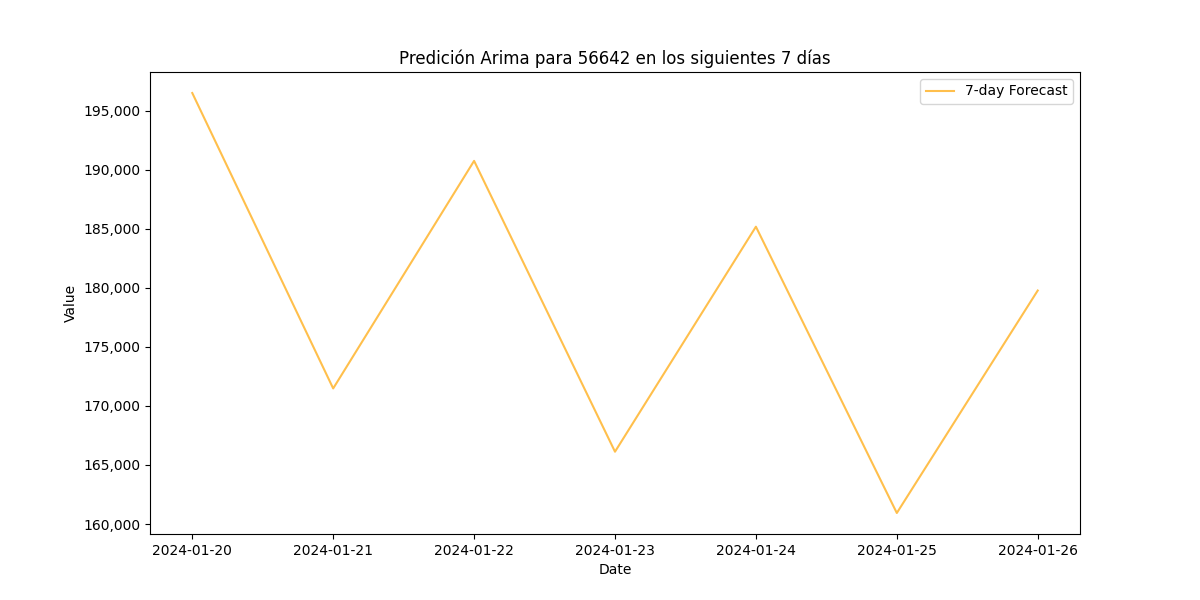 Predición Arima para 56642 en los siguientes 7 días
7-day Forecast
Value
195,000
190,000
185,000
180,000
175,000
170,000
165,000
160,000
2024-01-20 2024-01-21 2024-01-22 2024-01-23 2024-01-24 2024-01-25 2024-01-26
Date